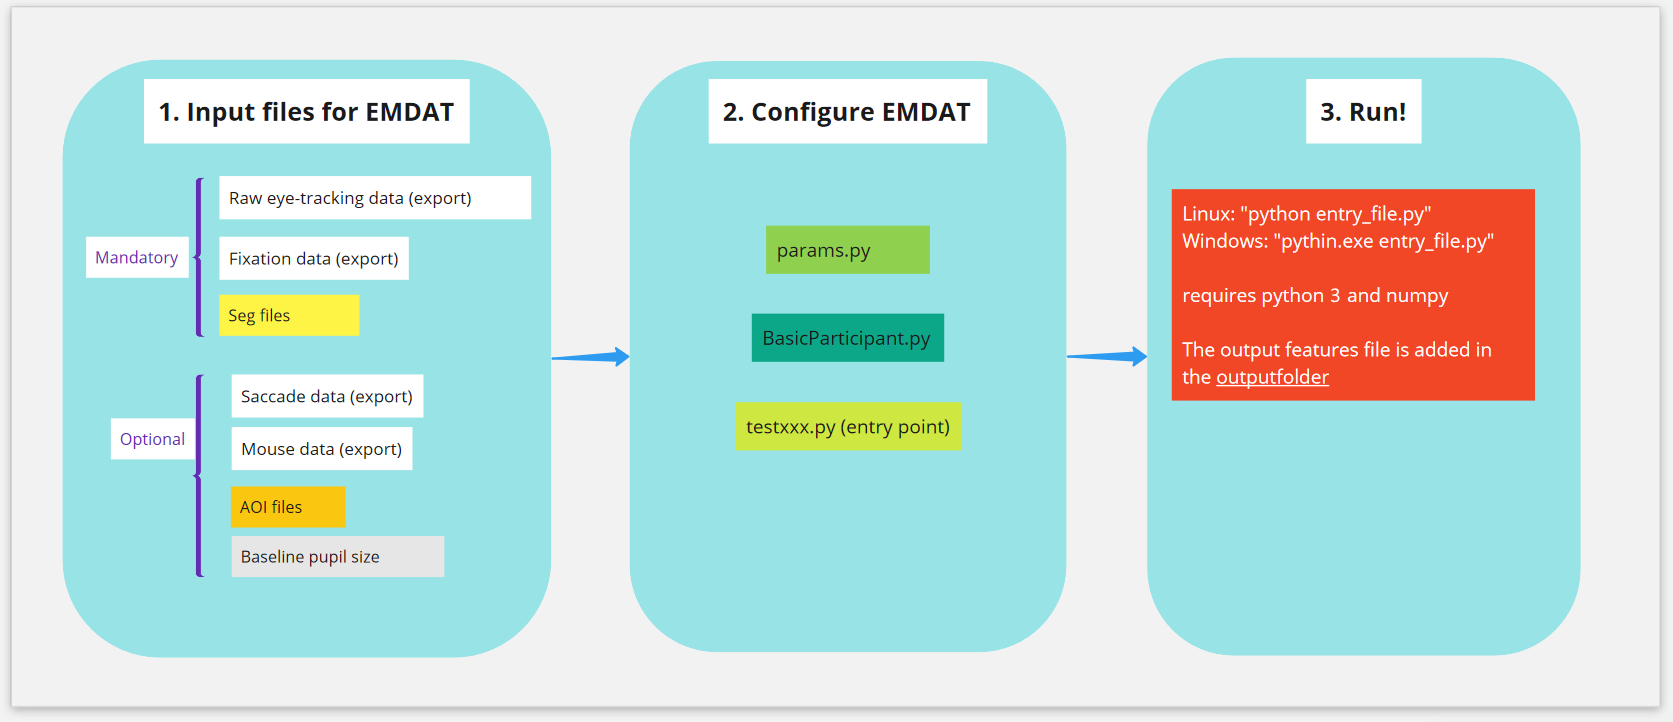 1. Input files for EMDAT
Mandatory
Raw eye-tracking data (export)
Fixation data (export)
Seg files
Optional
Saccade data (export)
Mouse data (export)
AOI files
Baseline pupil size
2. Configure EMDAT
params.py
BasicParticipant.py
testxxx.py (entry point)
3. Run!
Linux: "python entry_file.py"
Windows: "pythin.exe entry_file.py"
requires python 3 and numpy
The output features file is added in
the outputfolder